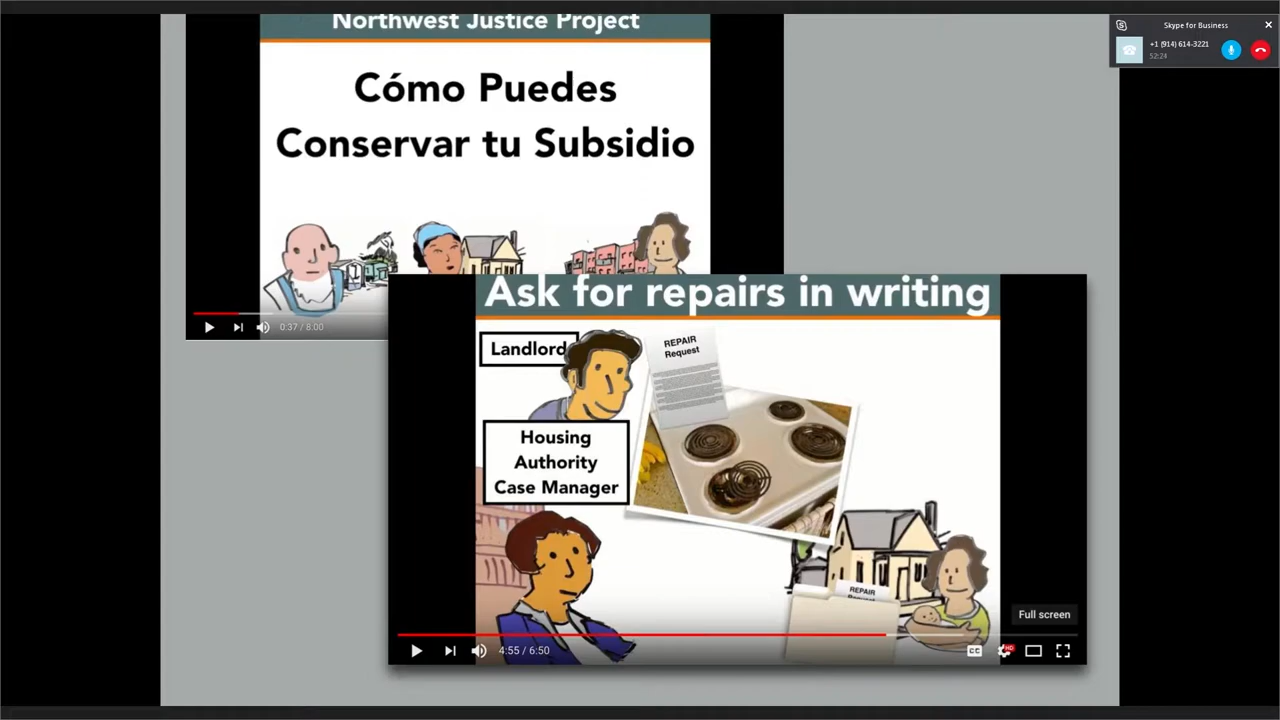 Northwest Justice Project
Cómo Puedes
Conservar tu Subsidio
0:37 / 8:00
Skype for Business
+1 (914) 614-3221
52:24
Ask for repairs in writing
Landlord
REPAIR
Request
Housing
Authority
Case Manager
REPAIR
Request
Full screen
4:55 / 6:50
CC
HD